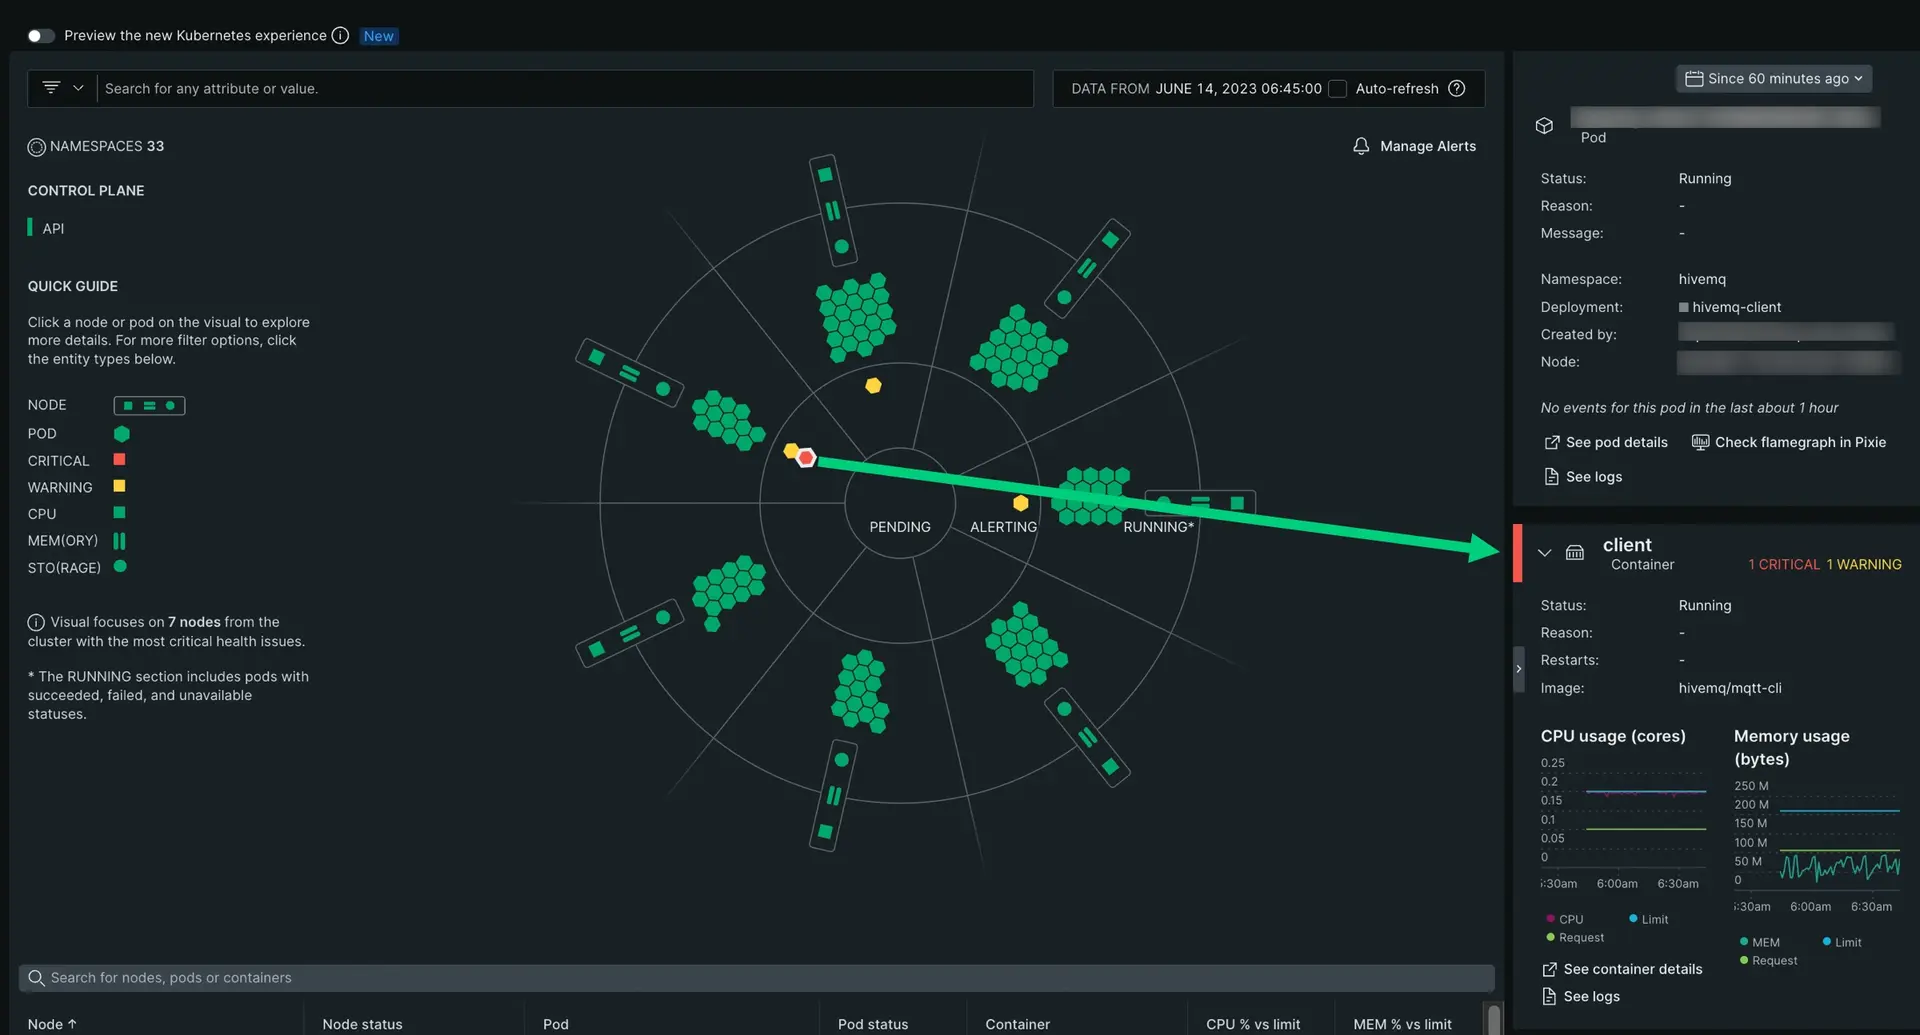 Preview the new Kubernetes experience New
Search for any attribute or value.
DATA FROM JUNE 14, 2023 06:45:00 Auto-refresh
NAMESPACES 33
Manage Alerts
CONTROL PLANE
API
QUICK GUIDE
Click a node or pod on the visual to explore
more details. For more filter options, click
the entity types below.
NODE
POD
CRITICAL
WARNING
CPU
MEM(ORY)
STO(RAGE)
Visual focuses on 7 nodes from the
cluster with the most critical health issues.
* The RUNNING section includes pods with
succeeded, failed, and unavailable
statuses.
PENDING
ALERTING
RUNNING*
Search for nodes, pods or containers
Node ↑
Node status
Pod
Pod status
Container
CPU % vs limit
MEM % vs limit
Since 60 minutes ago
Pod
Status: Running
Reason: -
Message: -
Namespace: hivemq
Deployment: hivemq-client
Created by:
Node:
No events for this pod in the last about 1 hour
See pod details
Check flamegraph in Pixie
See logs
client
Container
1 CRITICAL 1 WARNING
Status: Running
Reason: -
Restarts: -
Image: hivemq/mqtt-cli
CPU usage (cores)
0.25
0.2
0.15
0.1
0.05
0
5:30am 6:00am 6:30am
CPU
Limit
Request
Memory usage
(bytes)
250 M
200 M
150 M
100 M
50 M
0
5:30am 6:00am 6:30am
MEM
Limit
Request
See container details
See logs